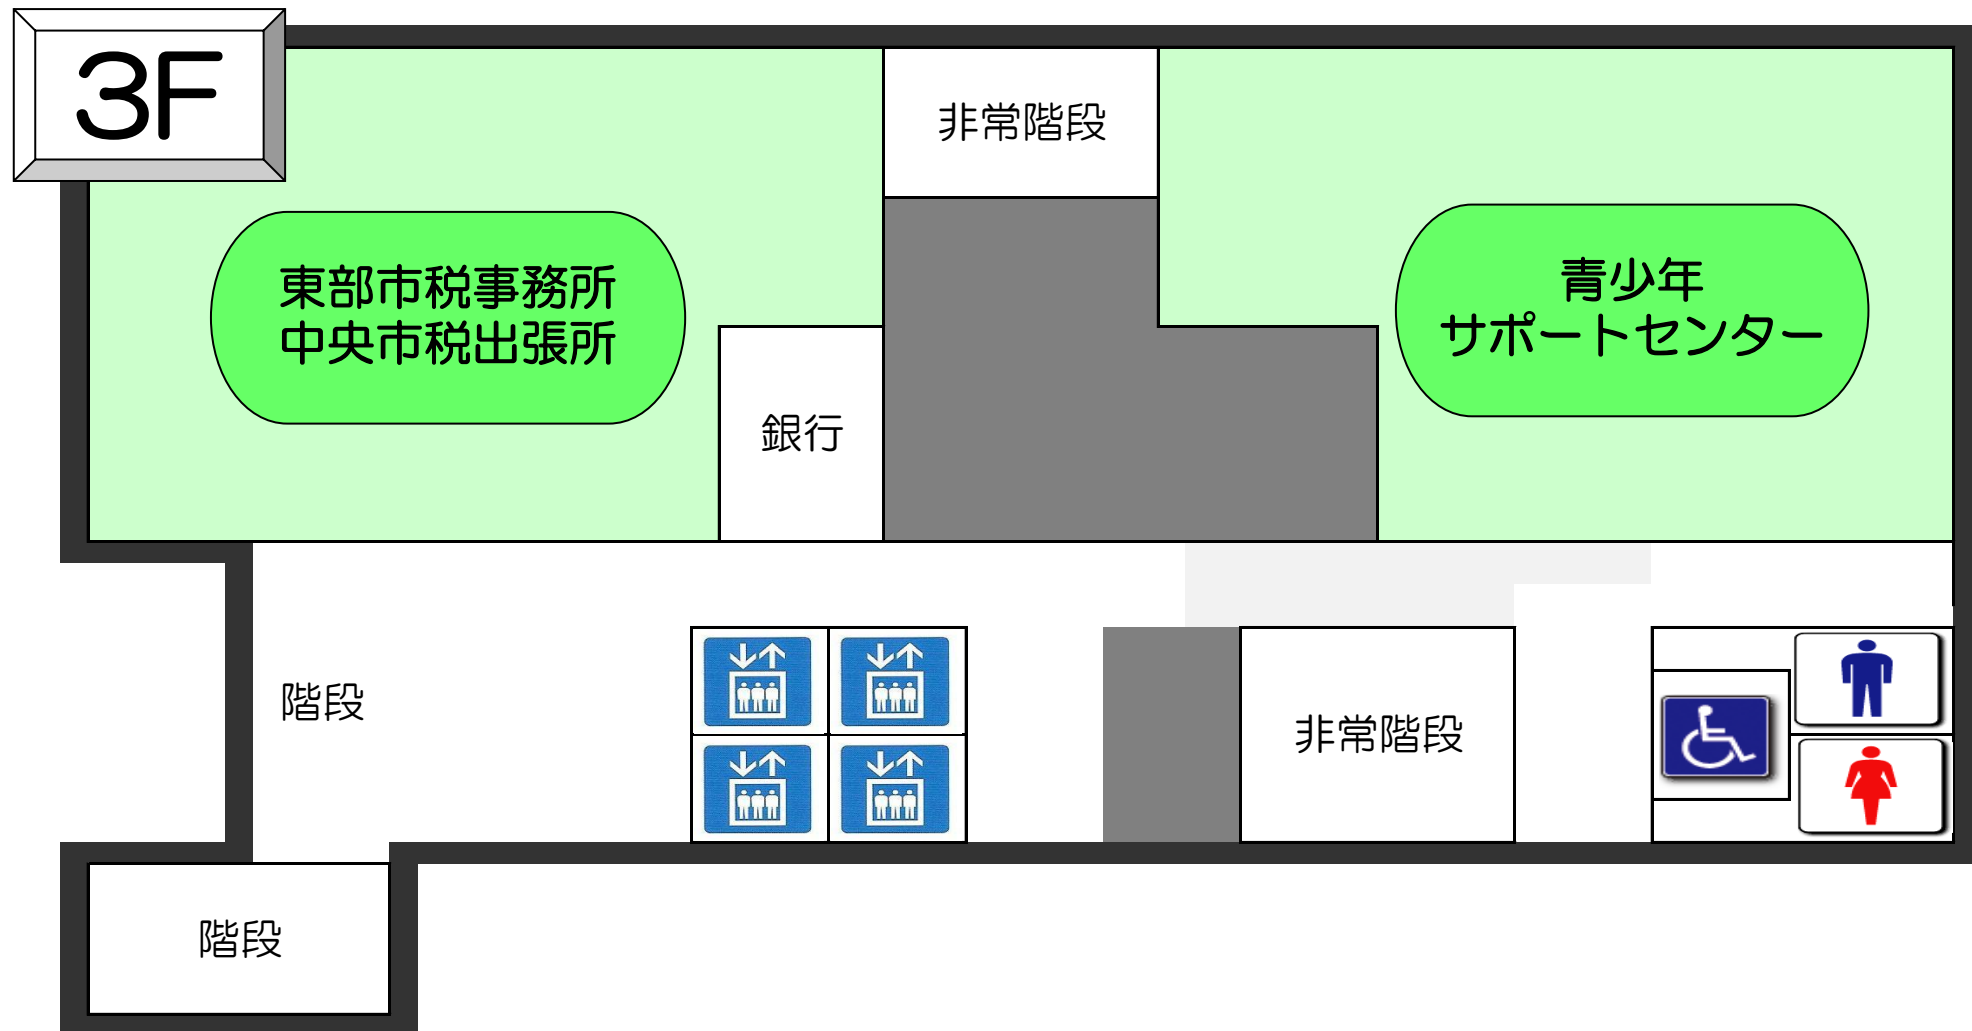 3F
非常階段
東部市税事務所
中央市税出張所
青少年
サポートセンター
銀行
階段
非常階段
階段